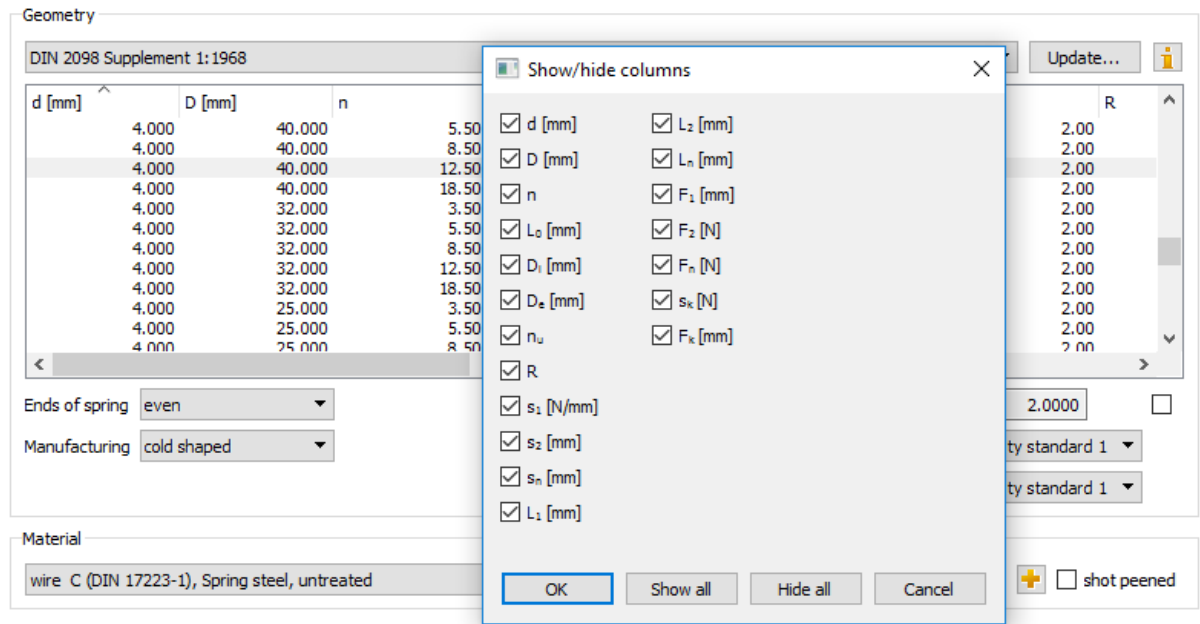 Geometry
DIN 2098 Supplement 1:1968
Update...
d [mm] D [mm] n R
4.000 40.000 5.50 2.00
4.000 40.000 8.50 2.00
4.000 40.000 12.50 2.00
4.000 40.000 18.50 2.00
4.000 32.000 3.50 2.00
4.000 32.000 5.50 2.00
4.000 32.000 8.50 2.00
4.000 32.000 12.50 2.00
4.000 32.000 18.50 2.00
4.000 25.000 3.50 2.00
4.000 25.000 5.50 2.00
4.000 25.000 8.50 2.00
Ends of spring even 2.0000
Manufacturing cold shaped ty standard 1
ty standard 1
Material
wire C (DIN 17223-1), Spring steel, untreated
shot peened
Show/hide columns
d [mm]
D [mm]
n
L₀ [mm]
Dᵢ [mm]
Dₑ [mm]
nᵤ
R
s₁ [N/mm]
s₂ [mm]
sₙ [mm]
L₁ [mm]
L₂ [mm]
Lₙ [mm]
F₁ [mm]
F₂ [N]
Fₙ [N]
sₖ [N]
Fₖ [mm]
OK Show all Hide all Cancel